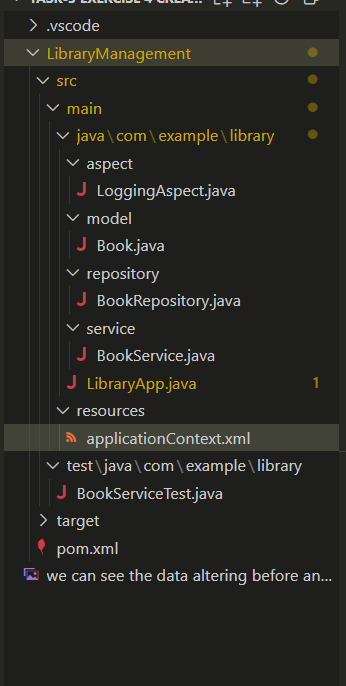 TASK-3 EXERCISE 4 CREA...
.vscode
LibraryManagement
src
main
java\com\example\library
aspect
LoggingAspect.java
model
Book.java
repository
BookRepository.java
service
BookService.java
LibraryApp.java 1
resources
applicationContext.xml
test\java\com\example\library
BookServiceTest.java
target
pom.xml
we can see the data altering before an...